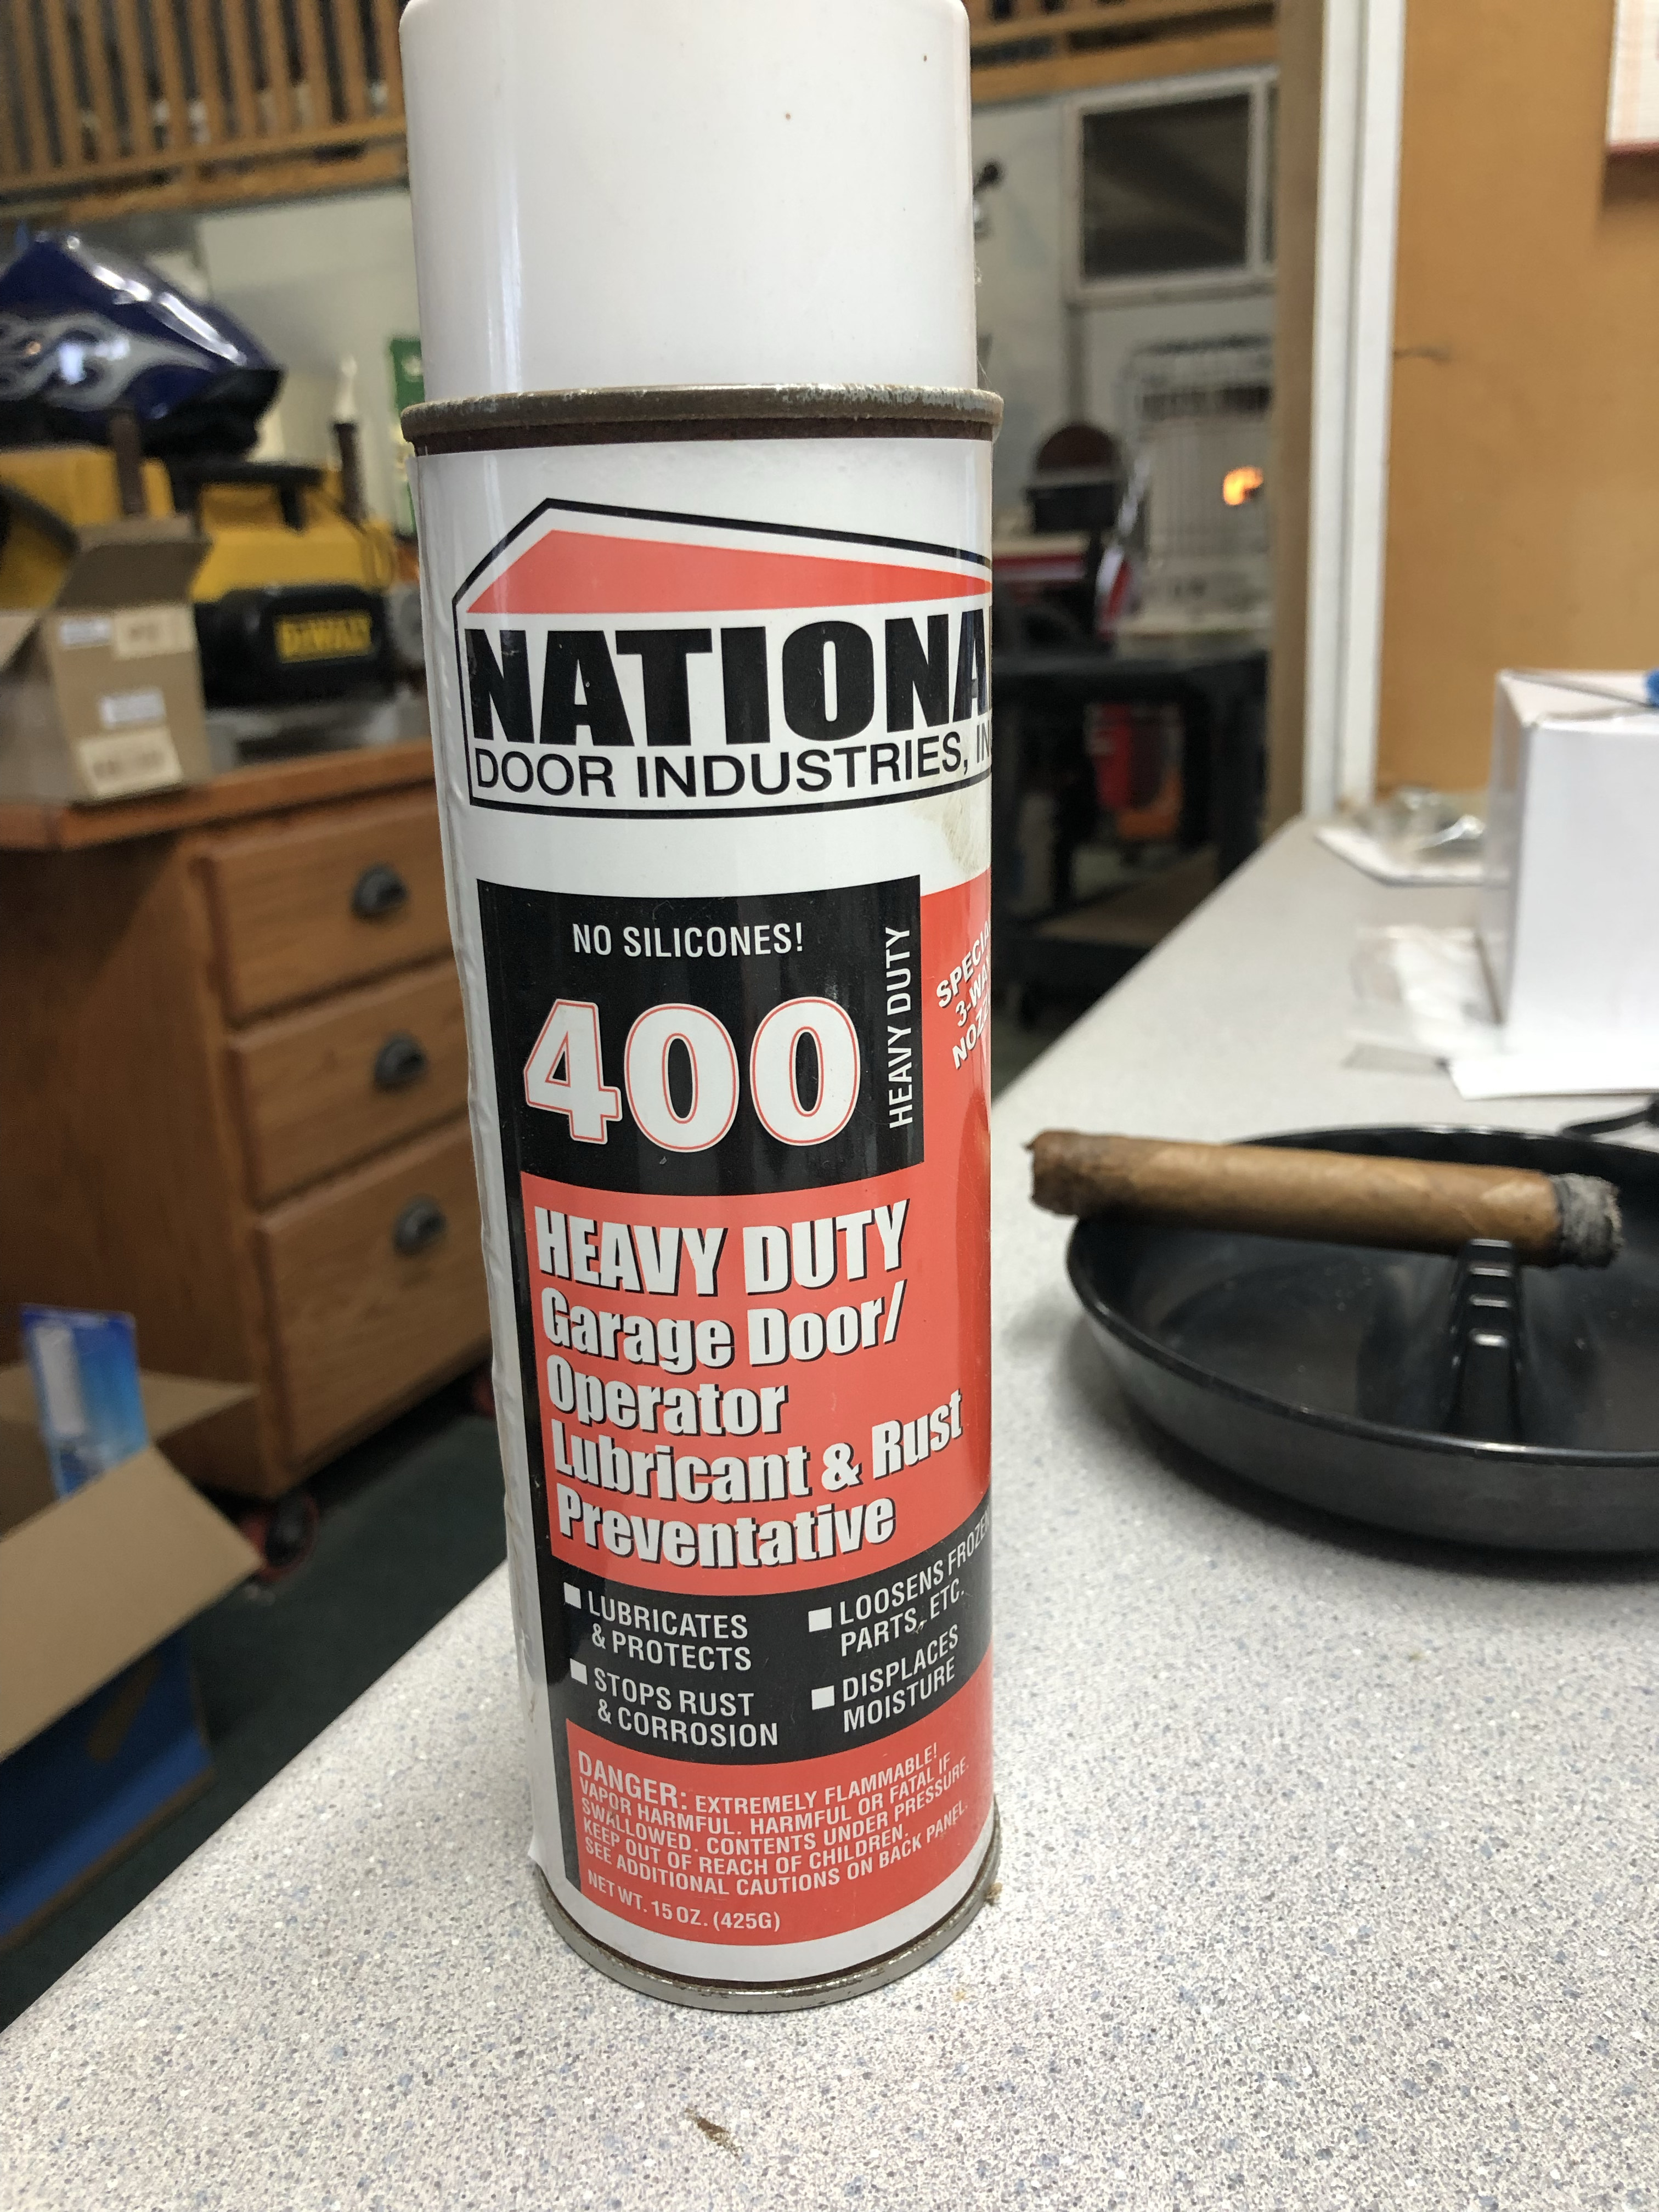 NATIONA
DOOR INDUSTRIES, IN
NO SILICONES!
400
HEAVY DUTY
SPECIA
3-WA
NOZZ
HEAVY DUTY
Garage Door/
Operator
Lubricant & Rust
Preventative
LUBRICATES
& PROTECTS
STOPS RUST
& CORROSION
LOOSENS FROZEN
PARTS, ETC.
DISPLACES
MOISTURE
DANGER: EXTREMELY FLAMMABLE!
VAPOR HARMFUL. HARMFUL OR FATAL IF
SWALLOWED. CONTENTS UNDER PRESSURE.
KEEP OUT OF REACH OF CHILDREN.
SEE ADDITIONAL CAUTIONS ON BACK PANEL.
NET WT. 15 OZ. (425G)
DEWALT